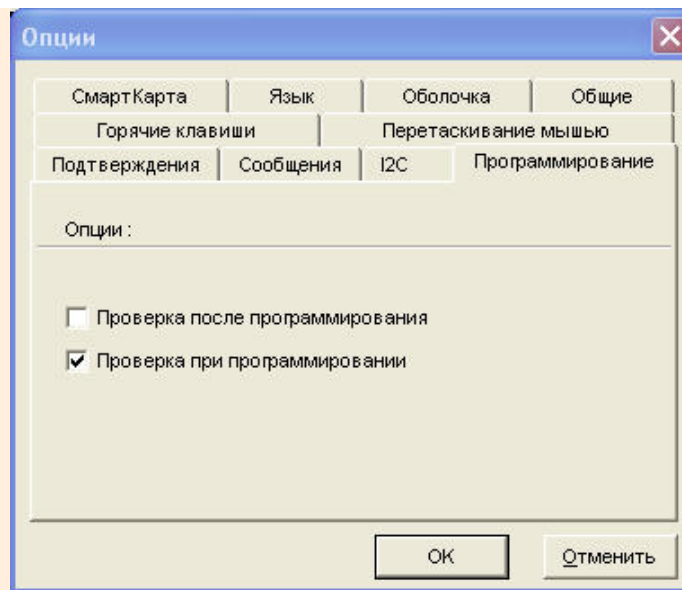 Опции
СмартКарта Язык Оболочка Общие
Горячие клавиши Перетаскивание мышью
Подтверждения Сообщения I2C Программирование
Опции :
Проверка после программирования
Проверка при программировании
OK Отменить